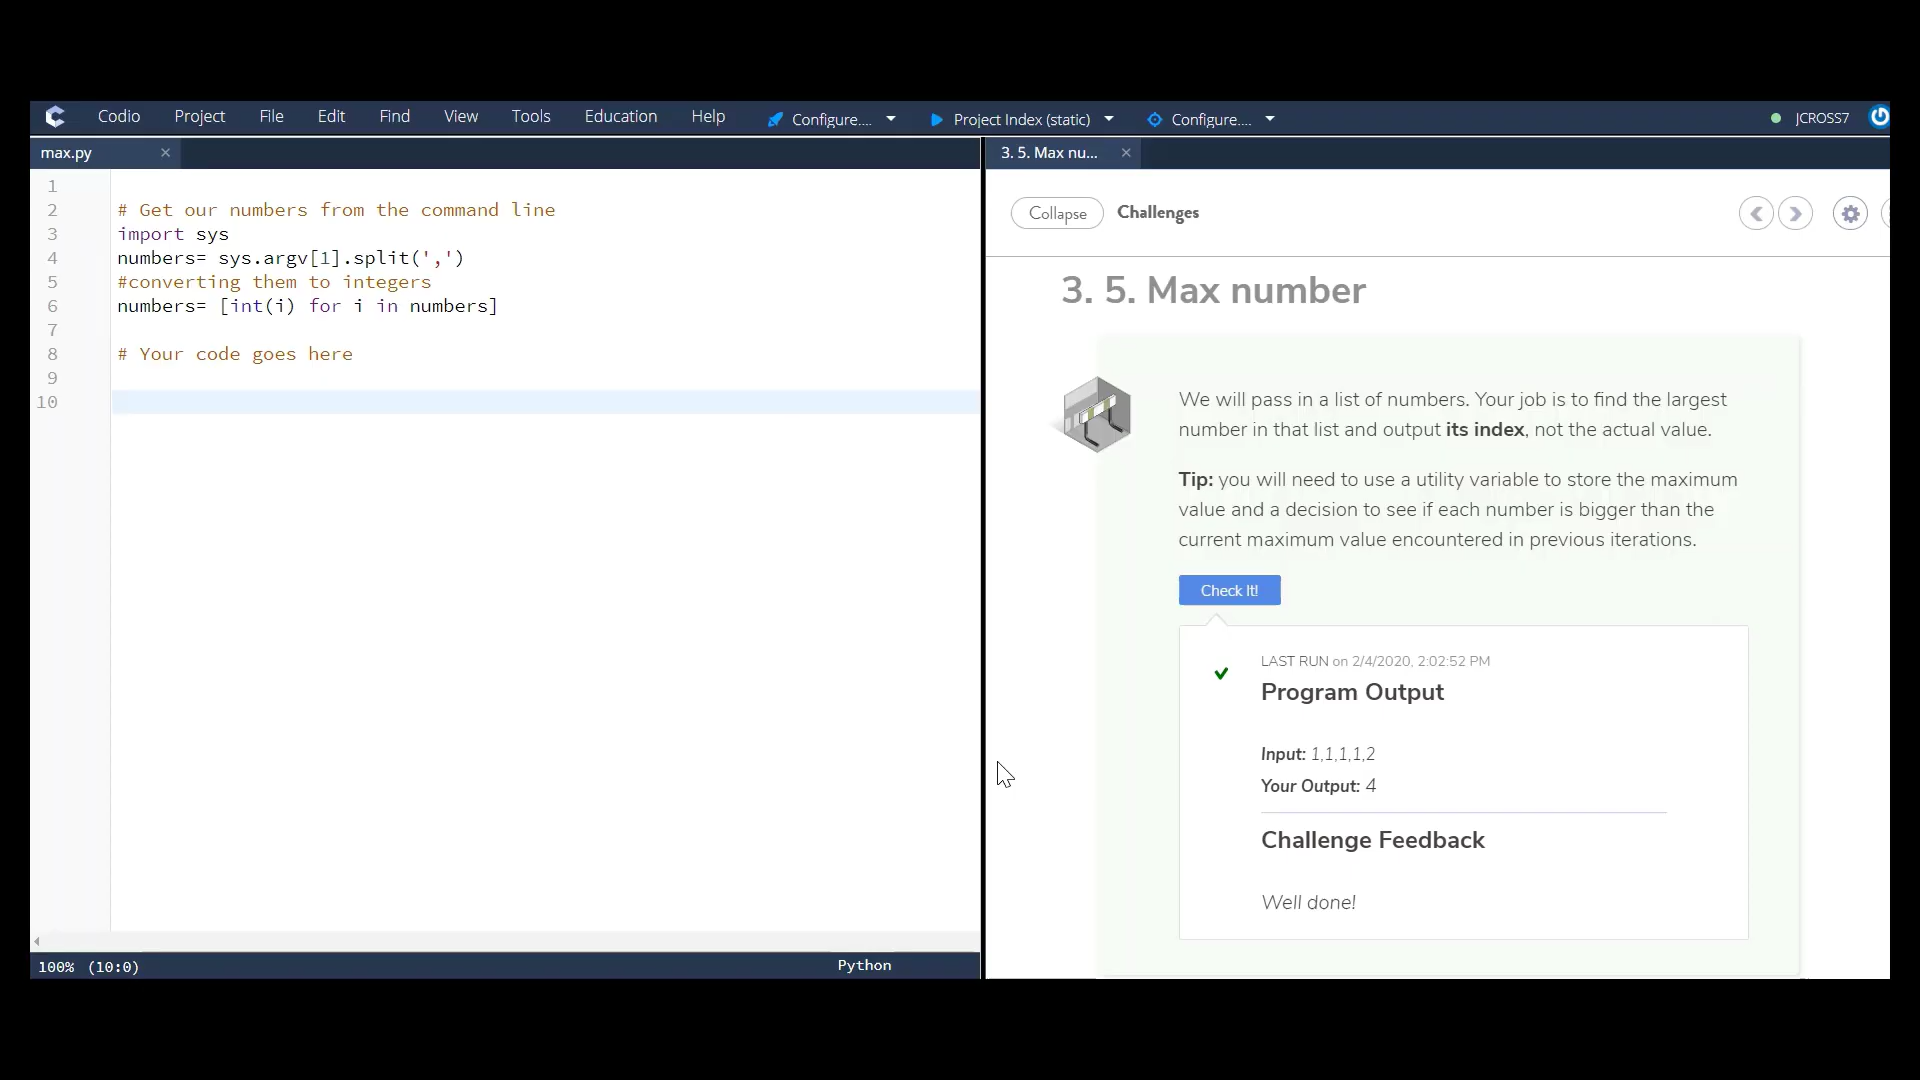 Codio Project File Edit Find View Tools Education Help Configure.... Project Index (static) Configure.... JCROSS7
max.py
1
2 # Get our numbers from the command line
3 import sys
4 numbers= sys.argv[1].split(',')
5 #converting them to integers
6 numbers= [int(i) for i in numbers]
7
8 # Your code goes here
9
10
100% (10:0) Python
3. 5. Max nu...
Collapse Challenges
3. 5. Max number
We will pass in a list of numbers. Your job is to find the largest
number in that list and output its index, not the actual value.
Tip: you will need to use a utility variable to store the maximum
value and a decision to see if each number is bigger than the
current maximum value encountered in previous iterations.
Check It!
LAST RUN on 2/4/2020, 2:02:52 PM
Program Output
Input: 1,1,1,1,2
Your Output: 4
Challenge Feedback
Well done!